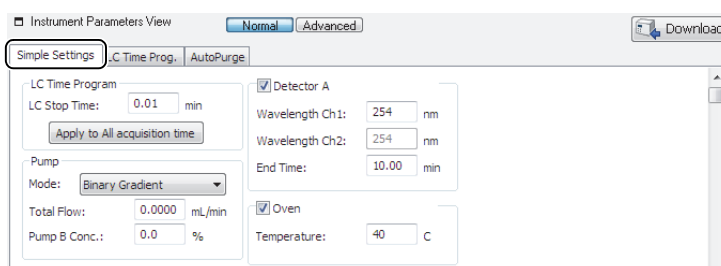 Instrument Parameters View Normal Advanced
Download
Simple Settings LC Time Prog. AutoPurge
LC Time Program
LC Stop Time: 0.01 min
Apply to All acquisition time
Pump
Mode: Binary Gradient
Total Flow: 0.0000 mL/min
Pump B Conc.: 0.0 %
Detector A
Wavelength Ch1: 254 nm
Wavelength Ch2: 254 nm
End Time: 10.00 min
Oven
Temperature: 40 C